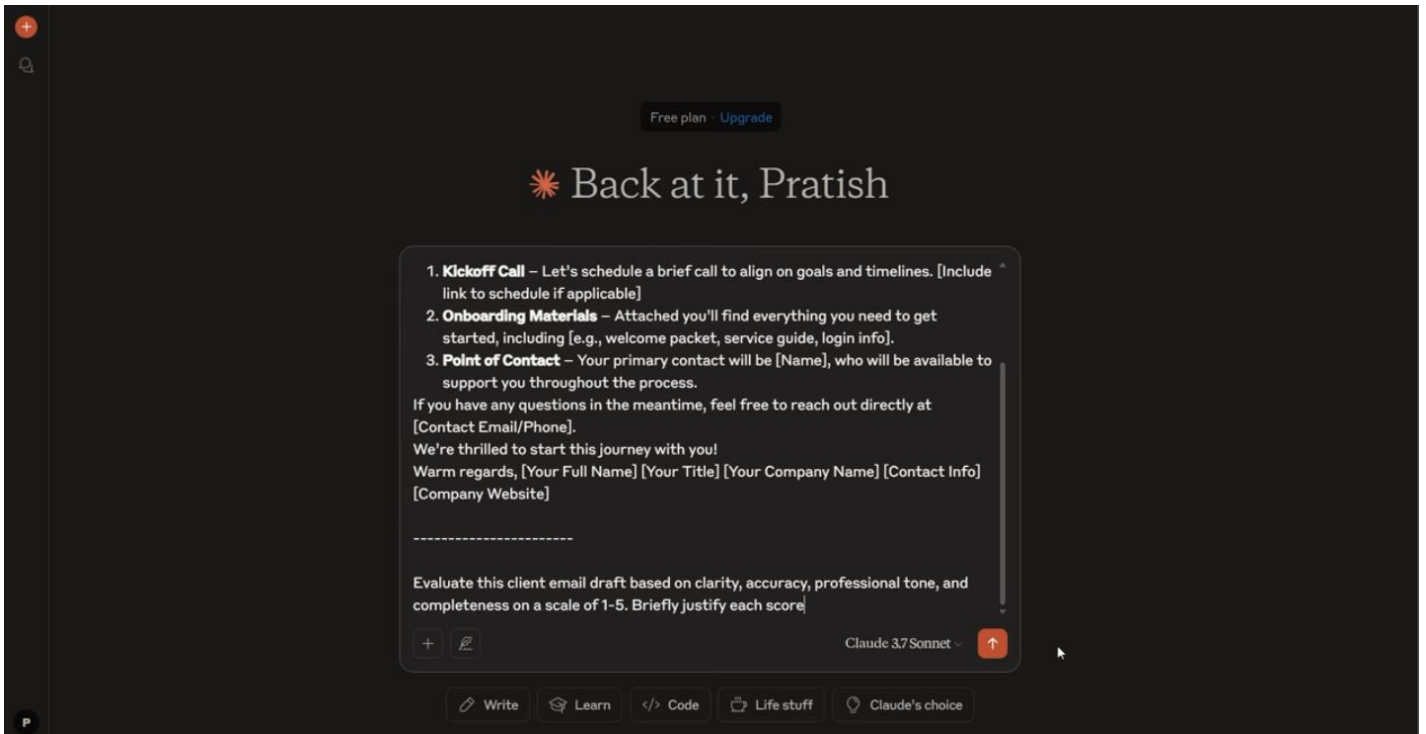 Free plan · Upgrade
Back at it, Pratish
1. Kickoff Call – Let's schedule a brief call to align on goals and timelines. [Include
link to schedule if applicable]
2. Onboarding Materials – Attached you'll find everything you need to get
started, including [e.g., welcome packet, service guide, login info].
3. Point of Contact – Your primary contact will be [Name], who will be available to
support you throughout the process.
If you have any questions in the meantime, feel free to reach out directly at
[Contact Email/Phone].
We're thrilled to start this journey with you!
Warm regards, [Your Full Name] [Your Title] [Your Company Name] [Contact Info]
[Company Website]
-----------------------
Evaluate this client email draft based on clarity, accuracy, professional tone, and
completeness on a scale of 1-5. Briefly justify each score
Claude 3.7 Sonnet
Write </> Code Learn Life stuff Claude's choice
P